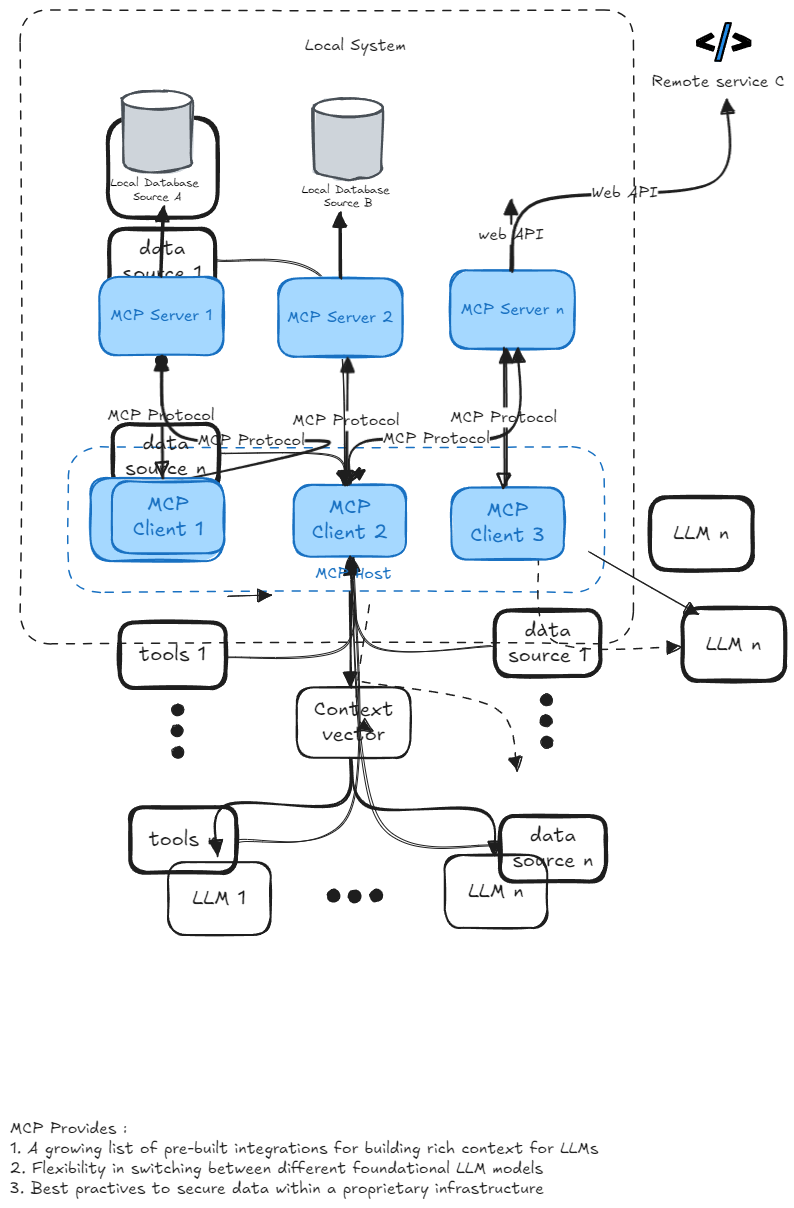 Local System
</>
Remote service C
Local Database
Source A
Local Database
Source B
Web API
web API
data
source 1
MCP Server 1
MCP Server 2
MCP Server n
MCP Protocol
MCP Protocol
MCP Protocol
MCP Protocol
MCP Protocol
data
source n
MCP
Client 1
MCP
Client 2
MCP
Client 3
LLM n
MCP Host
tools 1
data
source 1
LLM n
Context
vector
tools
data
source n
LLM 1
LLM n
MCP Provides :
1. A growing list of pre-built integrations for building rich context for LLMs
2. Flexibility in switching between different foundational LLM models
3. Best practives to secure data within a proprietary infrastructure